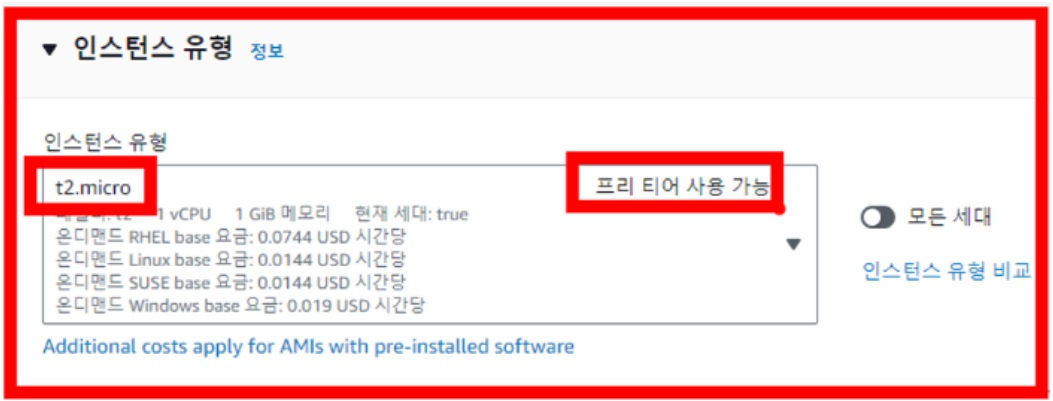 ▼ 인스턴스 유형 정보
인스턴스 유형
t2.micro 프리 티어 사용 가능
t2 1 vCPU 1 GiB 메모리 현재 세대: true
온디맨드 RHEL base 요금: 0.0744 USD 시간당
온디맨드 Linux base 요금: 0.0144 USD 시간당
온디맨드 SUSE base 요금: 0.0144 USD 시간당
온디맨드 Windows base 요금: 0.019 USD 시간당
모든 세대
인스턴스 유형 비교
Additional costs apply for AMIs with pre-installed software